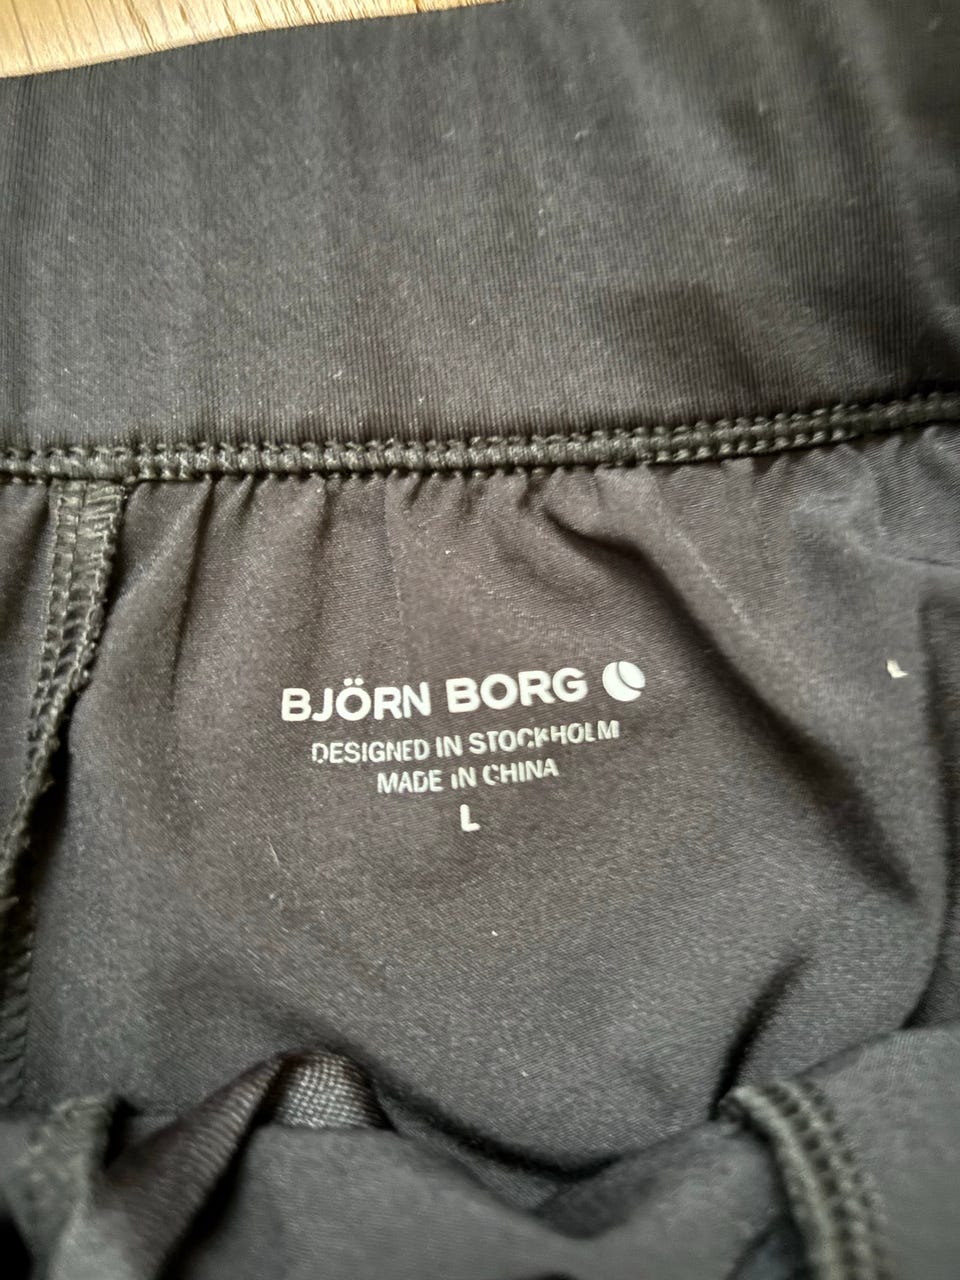 BJÖRN BORG
DESIGNED IN STOCKHOLM
MADE IN CHINA
L